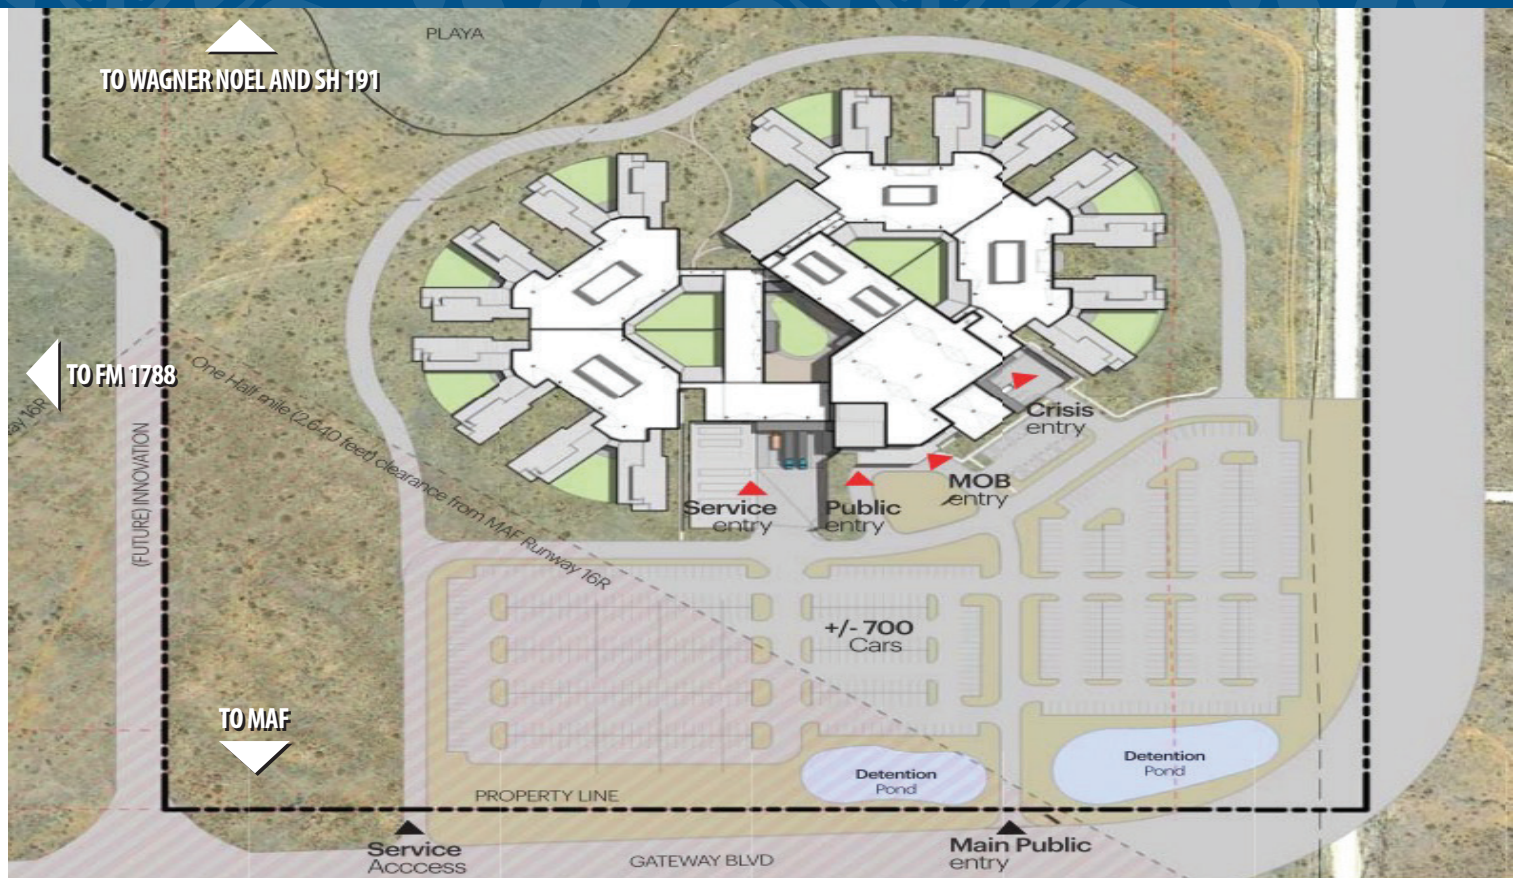 PLAYA
TO WAGNER NOEL AND SH 191
TO FM 1788
One Half mile (2,640 feet) clearance from MAF Runway 16R
(FUTURE) INNOVATION
Crisis
entry
MOB
entry
Service
entry
Public
entry
+/- 700
Cars
TO MAF
Detention
Pond
Detention
Pond
PROPERTY LINE
Service
Acccess
GATEWAY BLVD
Main Public
entry